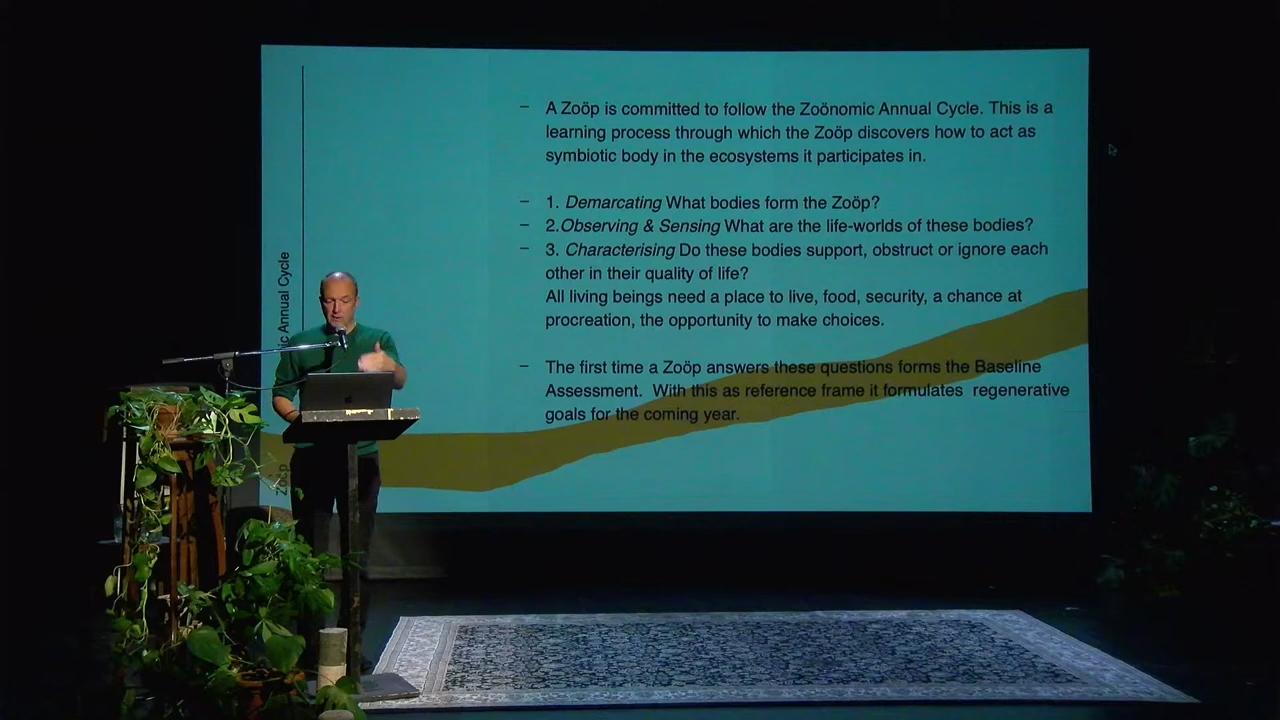 – A Zoöp is committed to follow the Zoönomic Annual Cycle. This is a
learning process through which the Zoöp discovers how to act as
symbiotic body in the ecosystems it participates in.
– 1. Demarcating What bodies form the Zoöp?
– 2.Observing & Sensing What are the life-worlds of these bodies?
– 3. Characterising Do these bodies support, obstruct or ignore each
other in their quality of life?
All living beings need a place to live, food, security, a chance at
procreation, the opportunity to make choices.
– The first time a Zoöp answers these questions forms the Baseline
Assessment. With this as reference frame it formulates regenerative
goals for the coming year.
Annual Cycle
Zoöp